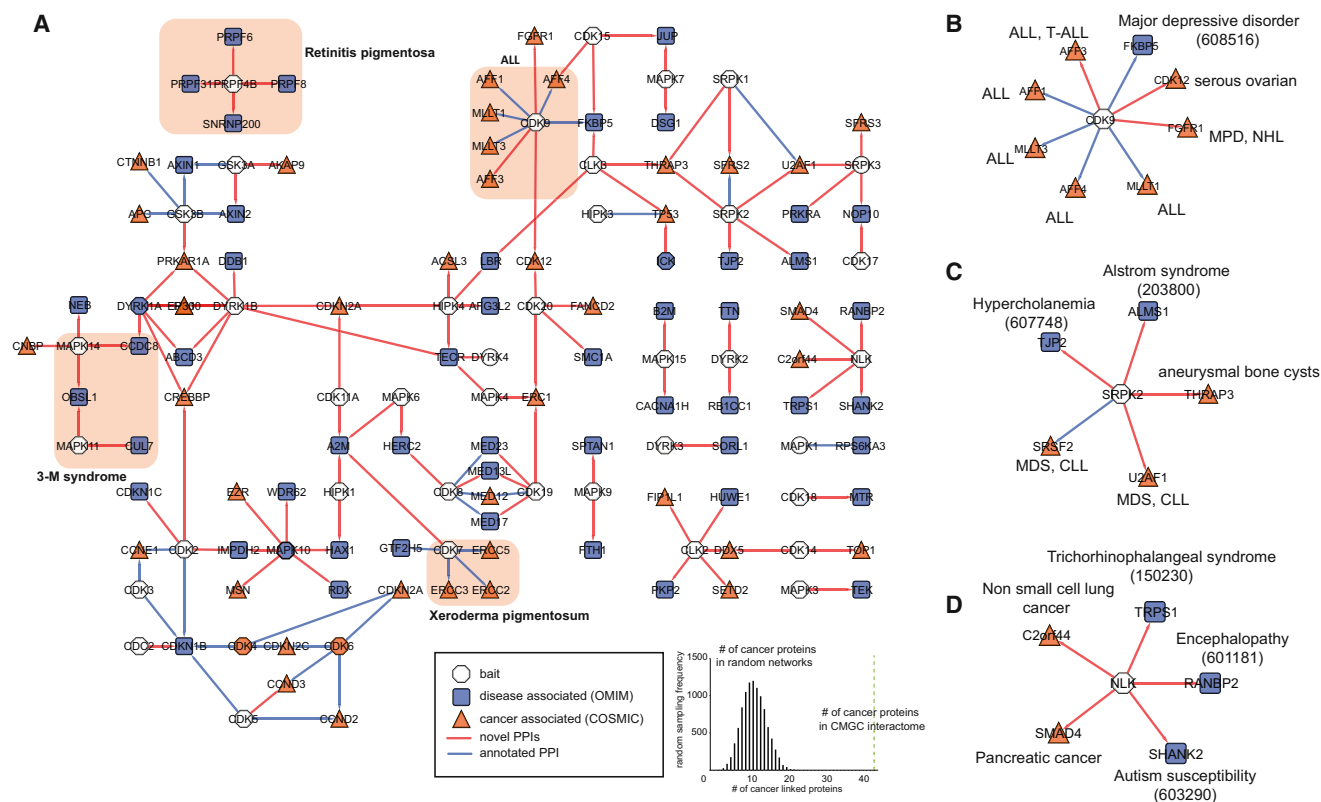 A
PRPF6
Retinitis pigmentosa
PRPF31
PRPF4B
PRPF8
SNRNP200
FGFR1
CDK15
JUP
ALL
AFF1
AFF4
MAPK7
SRPK1
MLLT1
CDK9
FKBP5
DSG1
SFRS3
MLLT3
AFF3
CLK3
THRAP3
SFRS2
U2AF1
SRPK3
CTNNB1
AXIN1
GSK3A
AKAP9
APC
GSK3B
AXIN2
HIPK3
TP53
SRPK2
PRKRA
NOP10
PRKAR1A
DDB1
ACSL3
LBR
CDK12
ICK
TJP2
ALMS1
CDK17
NEB
DYRK1A
EP300
DYRK1B
CDKN2A
HIPK4
AFG3L2
CDK20
FANCD2
B2M
TTN
SMAD4
RANBP2
CNBP
MAPK14
CCDC8
ABCD3
TECR
DYRK4
SMC1A
MAPK15
DYRK2
C2orf44
NLK
OBSL1
CREBBP
CDK11A
MAPK6
MAPK4
ERC1
CACNA1H
RB1CC1
TRPS1
SHANK2
MAPK11
CUL7
A2M
HERC2
MED23
SPTAN1
DYRK3
SORL1
MAPK1
RPS6KA3
3-M syndrome
MED13L
CDKN1C
EZR
WDR62
HIPK1
CDK8
MED12
CDK19
MAPK9
FIP1L1
HUWE1
CDK18
MTR
MED17
CCNE1
CDK2
IMPDH2
MAPK10
HAX1
GTF2H5
CDK7
ERCC5
FTH1
CLK2
DDX5
CDK14
TOP1
CDK3
MSN
RDX
CDKN2A
ERCC3
ERCC2
PKP2
SETD2
MAPK3
TEK
Xeroderma pigmentosum
CDC2
CDKN1B
CDK4
CDKN2C
CDK6
CCND3
CDK5
CCND2
bait
disease associated (OMIM)
cancer associated (COSMIC)
novel PPIs
annotated PPI
# of cancer proteins
in random networks
# of cancer proteins
in CMGC interactome
random sampling frequency
1500
1000
500
0
10
20
30
40
# of cancer linked proteins
B
Major depressive disorder
(608516)
ALL, T-ALL
AFF3
FKBP5
CDK12
serous ovarian
ALL
AFF1
CDK9
FGFR1
MPD, NHL
ALL
MLLT3
AFF4
MLLT1
ALL
ALL
C
Alstrom syndrome
(203800)
ALMS1
Hypercholanemia
(607748)
TJP2
aneurysmal bone cysts
SRPK2
THRAP3
SRSF2
MDS, CLL
U2AF1
MDS, CLL
D
Trichorhinophalangeal syndrome
(150230)
Non small cell lung
cancer
C2orf44
TRPS1
Encephalopathy
(601181)
NLK
RANBP2
SMAD4
Pancreatic cancer
SHANK2
Autism susceptibility
(603290)